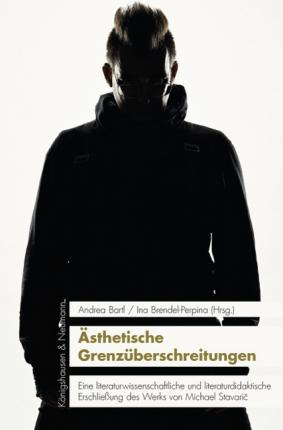 Andrea Bartl / Ina Brendel-Perpina (Hrsg.)
Ästhetische
Grenzüberschreitungen
Eine literaturwissenschaftliche und literaturdidaktische
Erschließung des Werks von Michael Stavarič
Königshausen & Neumann